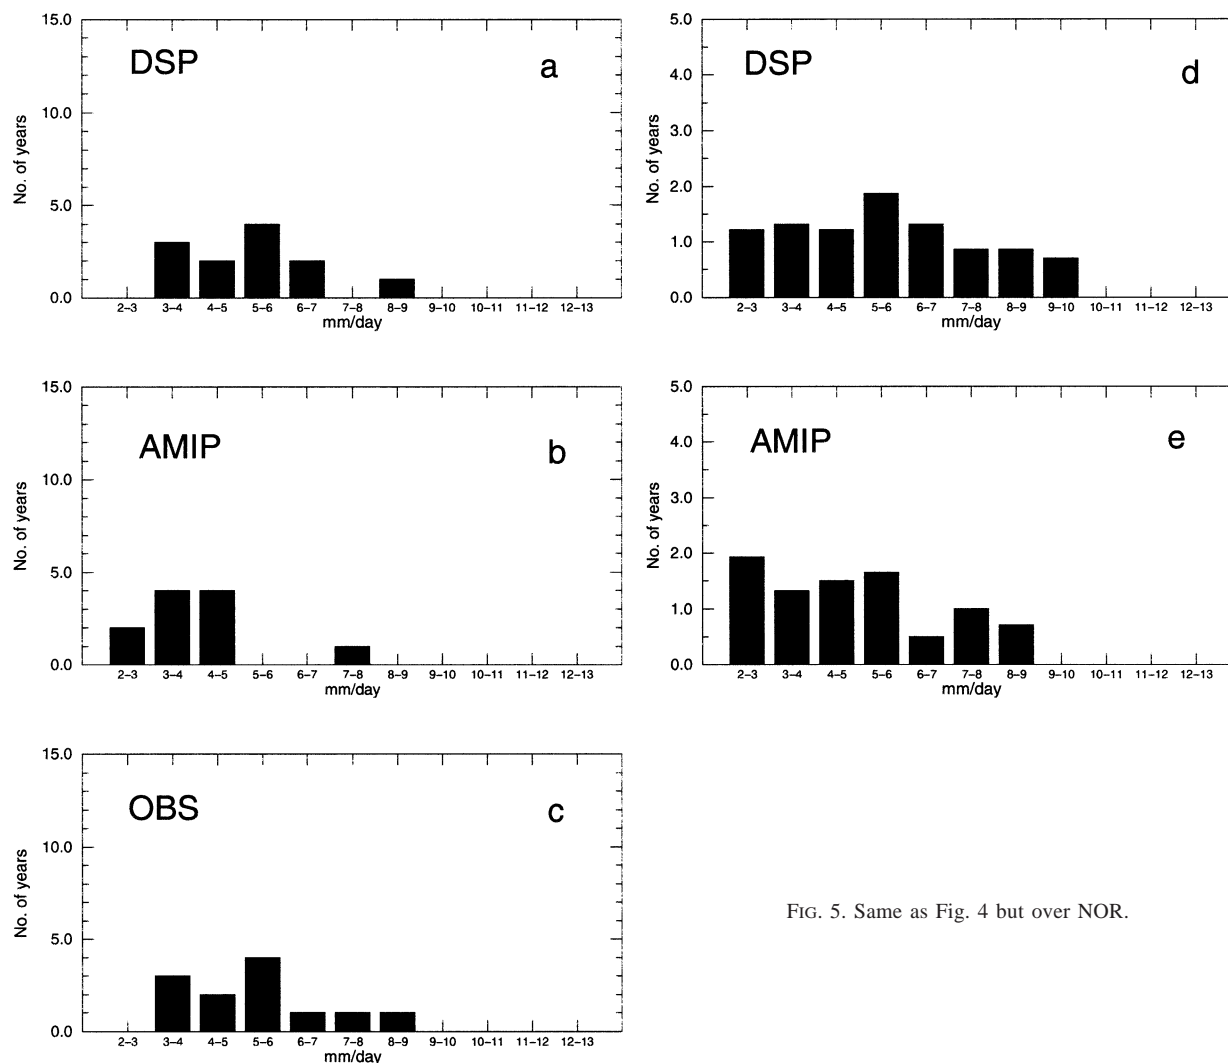 DSP
a
No. of years
15.0
10.0
5.0
0.0
2–3 3–4 4–5 5–6 6–7 7–8 8–9 9–10 10–11 11–12 12–13
mm/day
DSP
d
No. of years
5.0
4.0
3.0
2.0
1.0
0.0
2–3 3–4 4–5 5–6 6–7 7–8 8–9 9–10 10–11 11–12 12–13
mm/day
AMIP
b
No. of years
15.0
10.0
5.0
0.0
2–3 3–4 4–5 5–6 6–7 7–8 8–9 9–10 10–11 11–12 12–13
mm/day
AMIP
e
No. of years
5.0
4.0
3.0
2.0
1.0
0.0
2–3 3–4 4–5 5–6 6–7 7–8 8–9 9–10 10–11 11–12 12–13
mm/day
OBS
c
No. of years
15.0
10.0
5.0
0.0
2–3 3–4 4–5 5–6 6–7 7–8 8–9 9–10 10–11 11–12 12–13
mm/day
FIG. 5. Same as Fig. 4 but over NOR.